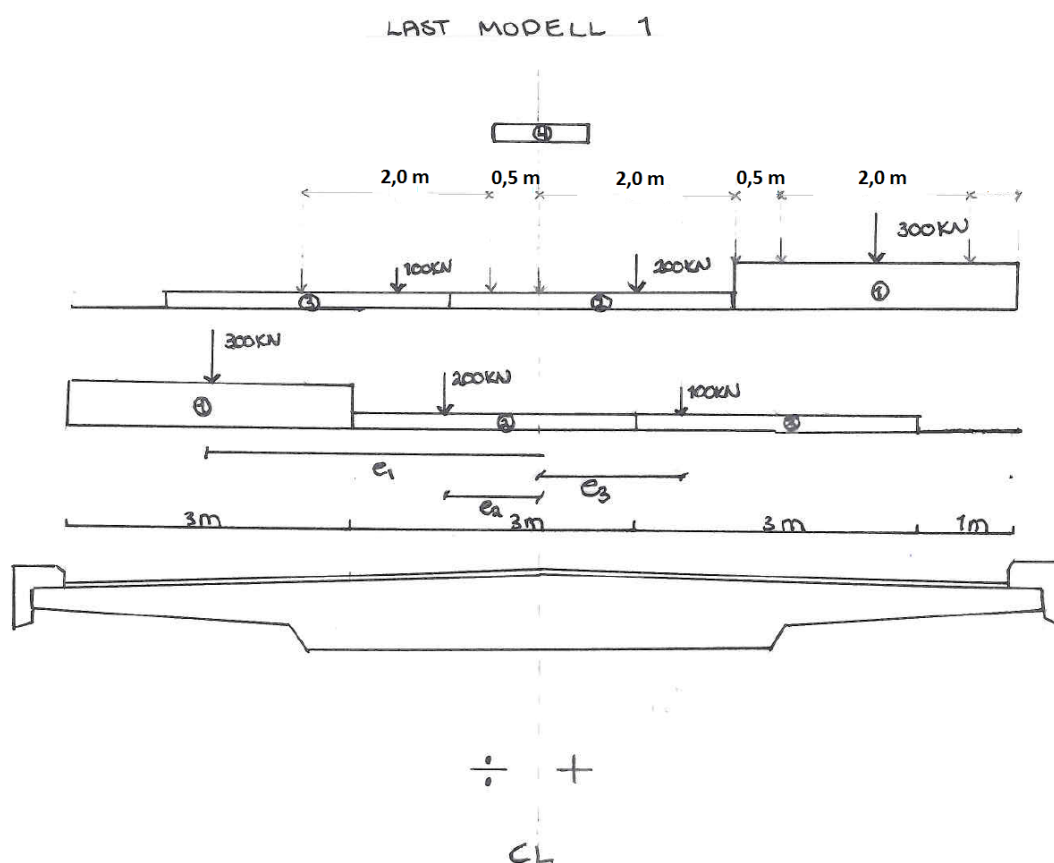 LAST MODELL 1
4
2,0 m 0,5 m 2,0 m 0,5 m 2,0 m
300KN
100KN 200KN
3 2 1
300KN
200KN 100KN
1 2 3
e1 e3
e2
3m 3m 3m 1m
÷ +
CL